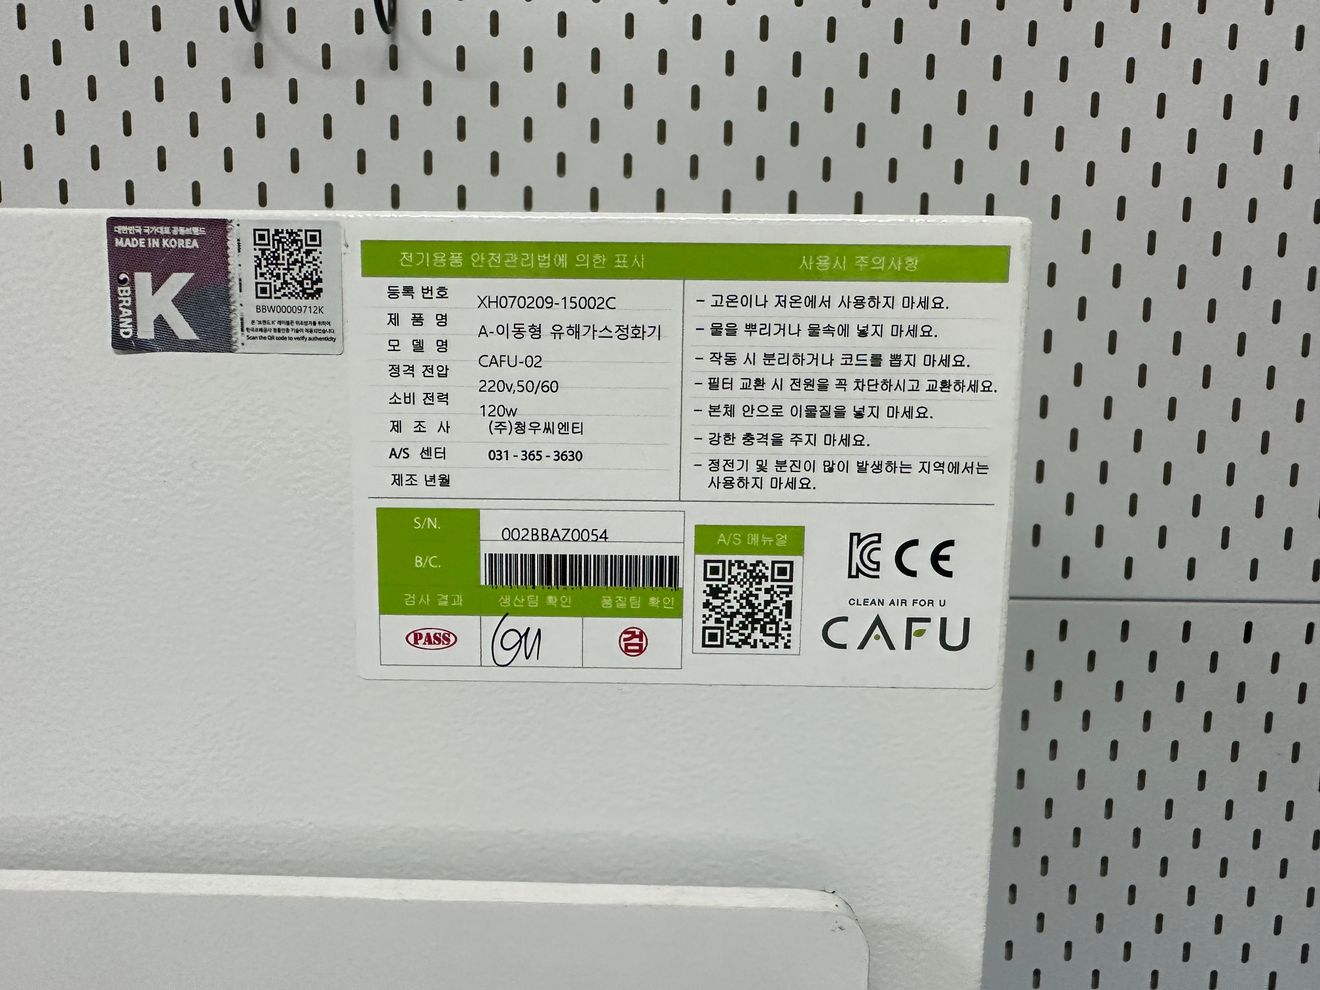 대한민국 국가대표 공동브랜드
MADE IN KOREA
K
BRAND
BBW00009712K
Scan the QR code to verify authenticity
전기용품 안전관리법에 의한 표시
등록 번호 XH070209-15002C
제 품 명 A-이동형 유해가스정화기
모 델 명 CAFU-02
정격 전압 220v,50/60
소비 전력 120w
제 조 사 (주)청우씨엔티
A/S 센터 031 - 365 - 3630
제조 년월
사용시 주의사항
- 고온이나 저온에서 사용하지 마세요.
- 물을 뿌리거나 물속에 넣지 마세요.
- 작동 시 분리하거나 코드를 뽑지 마세요.
- 필터 교환 시 전원을 꼭 차단하시고 교환하세요.
- 본체 안으로 이물질을 넣지 마세요.
- 강한 충격을 주지 마세요.
- 정전기 및 분진이 많이 발생하는 지역에서는
사용하지 마세요.
S/N. 002BBAZ0054
B/C.
검사 결과 생산팀 확인 품질팀 확인
PASS 검
A/S 메뉴얼
KC CE
CLEAN AIR FOR U
CAFU